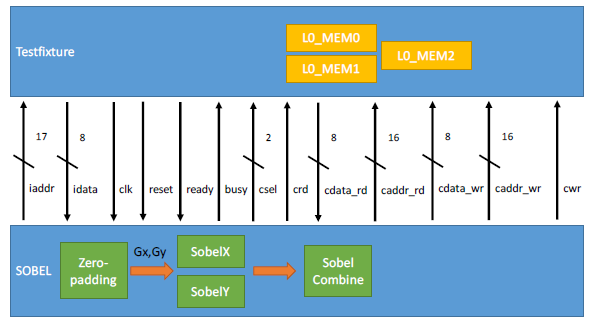 Testfixture
L0_MEM0
L0_MEM1
L0_MEM2
17 8 2 8 16 8 16
iaddr idata clk reset ready busy csel crd cdata_rd caddr_rd cdata_wr caddr_wr cwr
SOBEL
Zero-
padding
Gx,Gy
SobelX
SobelY
Sobel
Combine